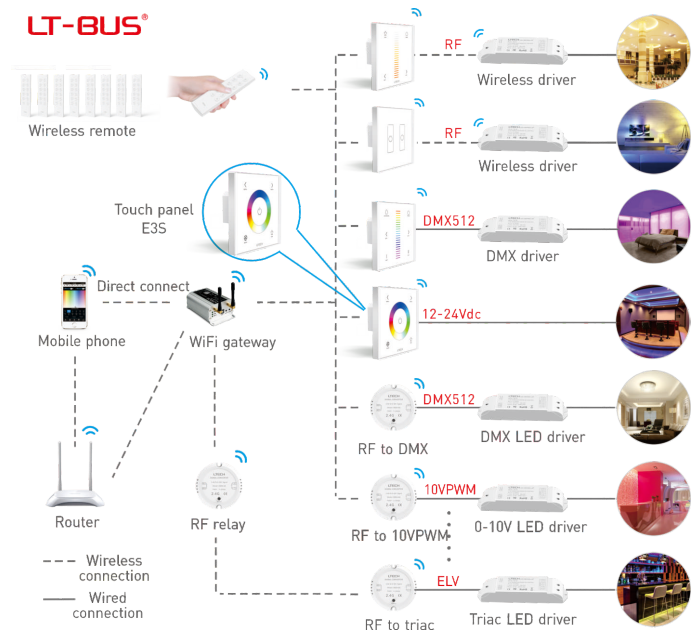 LT-BUS®
Wireless remote
RF
Wireless driver
RF
Wireless driver
Touch panel
E3S
DMX512
DMX driver
Direct connect
Mobile phone
WiFi gateway
12-24Vdc
DMX512
RF to DMX
DMX LED driver
Router
RF relay
10VPWM
RF to 10VPWM
0-10V LED driver
ELV
RF to triac
Triac LED driver
Wireless
connection
Wired
connection